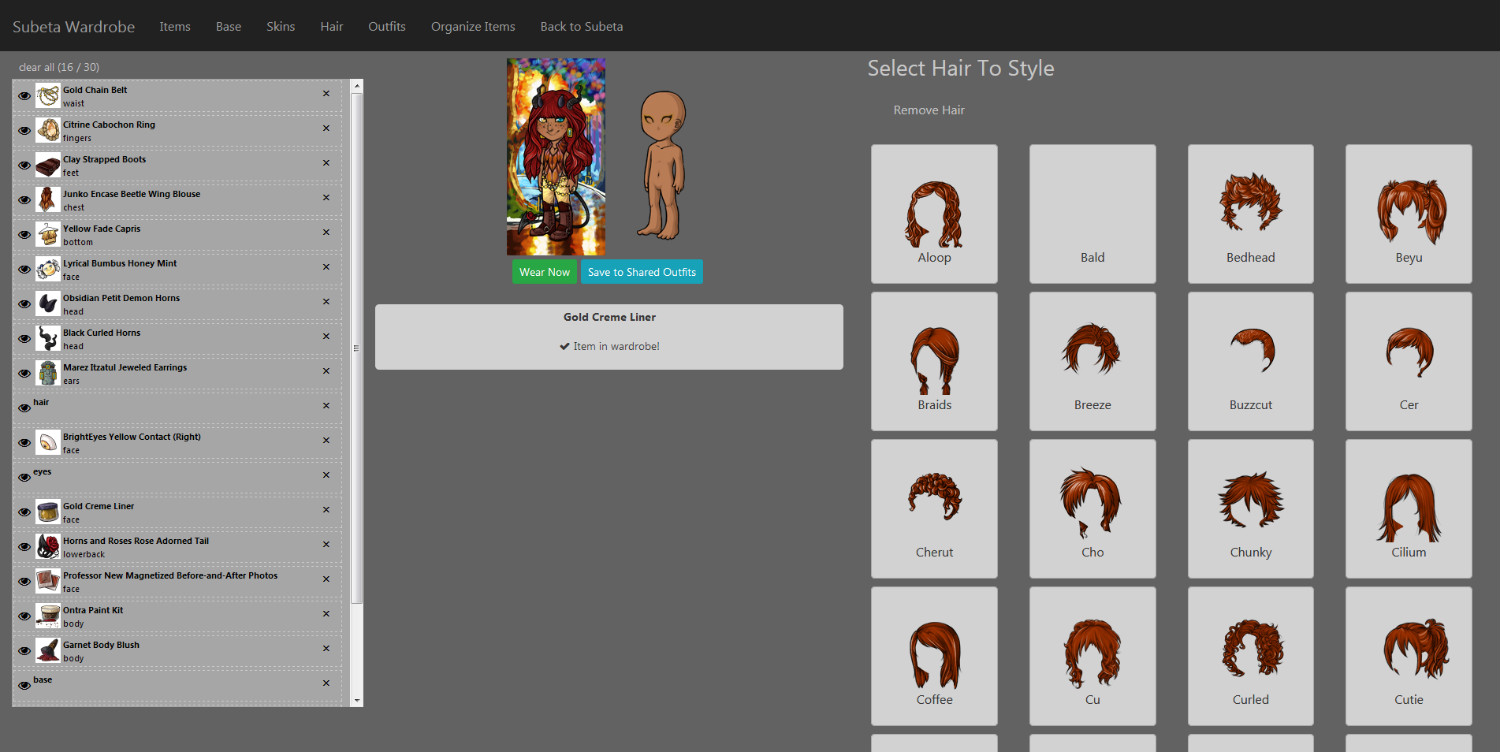 Subeta Wardrobe Items Base Skins Hair Outfits Organize Items Back to Subeta
clear all (16 / 30)
Gold Chain Belt
waist
Citrine Cabochon Ring
fingers
Clay Strapped Boots
feet
Junko Encase Beetle Wing Blouse
chest
Yellow Fade Capris
bottom
Lyrical Bumbus Honey Mint
face
Obsidian Petit Demon Horns
head
Black Curled Horns
head
Marez Itzatul Jeweled Earrings
ears
hair
BrightEyes Yellow Contact (Right)
face
eyes
Gold Creme Liner
face
Horns and Roses Rose Adorned Tail
lowerback
Professor New Magnetized Before-and-After Photos
face
Ontra Paint Kit
body
Garnet Body Blush
body
base
Wear Now Save to Shared Outfits
Gold Creme Liner
Item in wardrobe!
Select Hair To Style
Remove Hair
Aloop Bald Bedhead Beyu
Braids Breeze Buzzcut Cer
Cherut Cho Chunky Cilium
Coffee Cu Curled Cutie